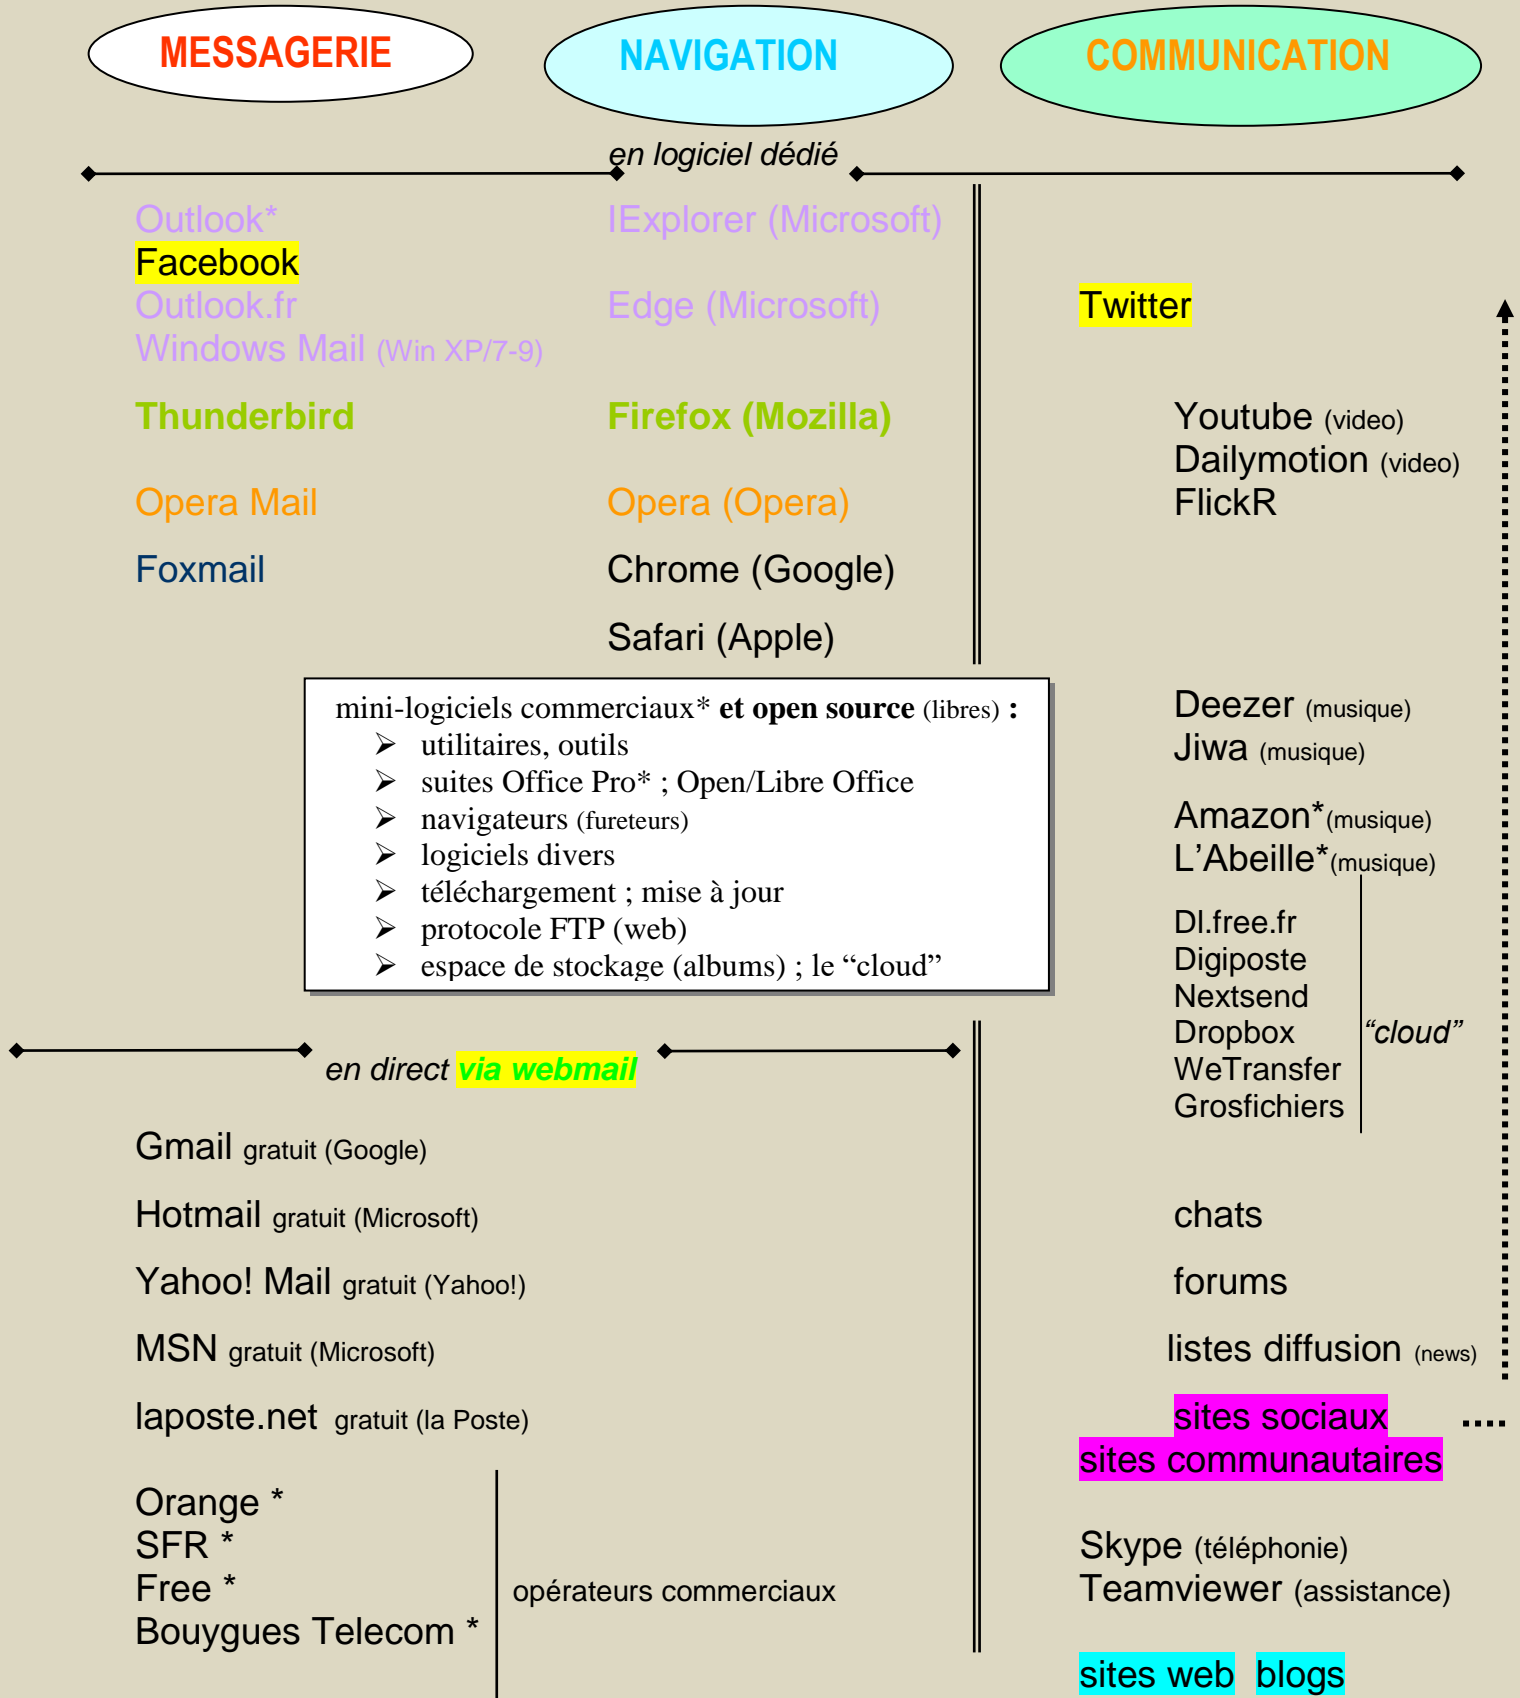 MESSAGERIE
NAVIGATION
COMMUNICATION
en logiciel dédié
Outlook*
Facebook
Outlook.fr
Windows Mail (Win XP/7-9)
Thunderbird
Opera Mail
Foxmail
IExplorer (Microsoft)
Edge (Microsoft)
Firefox (Mozilla)
Opera (Opera)
Chrome (Google)
Safari (Apple)
mini-logiciels commerciaux* et open source (libres) :
➢ utilitaires, outils
➢ suites Office Pro* ; Open/Libre Office
➢ navigateurs (fureteurs)
➢ logiciels divers
➢ téléchargement ; mise à jour
➢ protocole FTP (web)
➢ espace de stockage (albums) ; le “cloud”
en direct via webmail
Gmail gratuit (Google)
Hotmail gratuit (Microsoft)
Yahoo! Mail gratuit (Yahoo!)
MSN gratuit (Microsoft)
laposte.net gratuit (la Poste)
Orange *
SFR *
Free *
Bouygues Telecom *
opérateurs commerciaux
Twitter
Youtube (video)
Dailymotion (video)
FlickR
Deezer (musique)
Jiwa (musique)
Amazon*(musique)
L’Abeille*(musique)
Dl.free.fr
Digiposte
Nextsend
Dropbox
WeTransfer
Grosfichiers
“cloud”
chats
forums
listes diffusion (news)
sites sociaux
sites communautaires
Skype (téléphonie)
Teamviewer (assistance)
sites web blogs